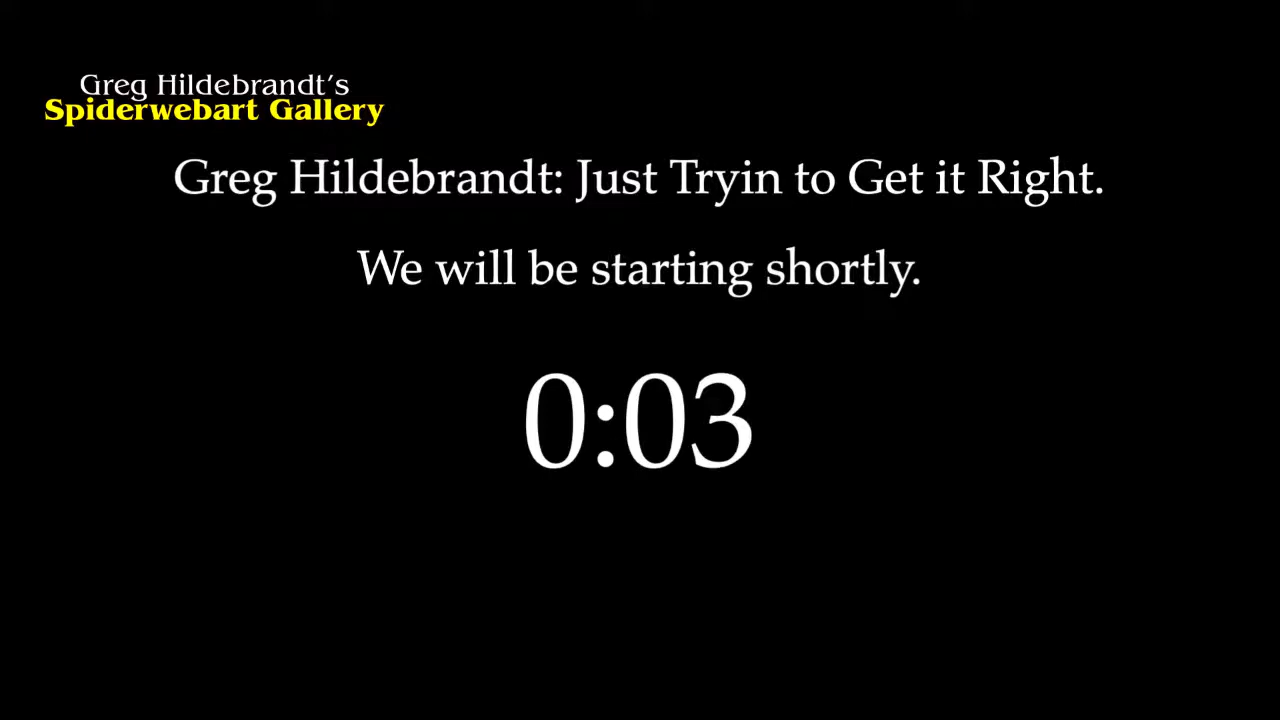 Greg Hildebrandt's
Spiderwebart Gallery
Greg Hildebrandt: Just Tryin to Get it Right.
We will be starting shortly.
0:03